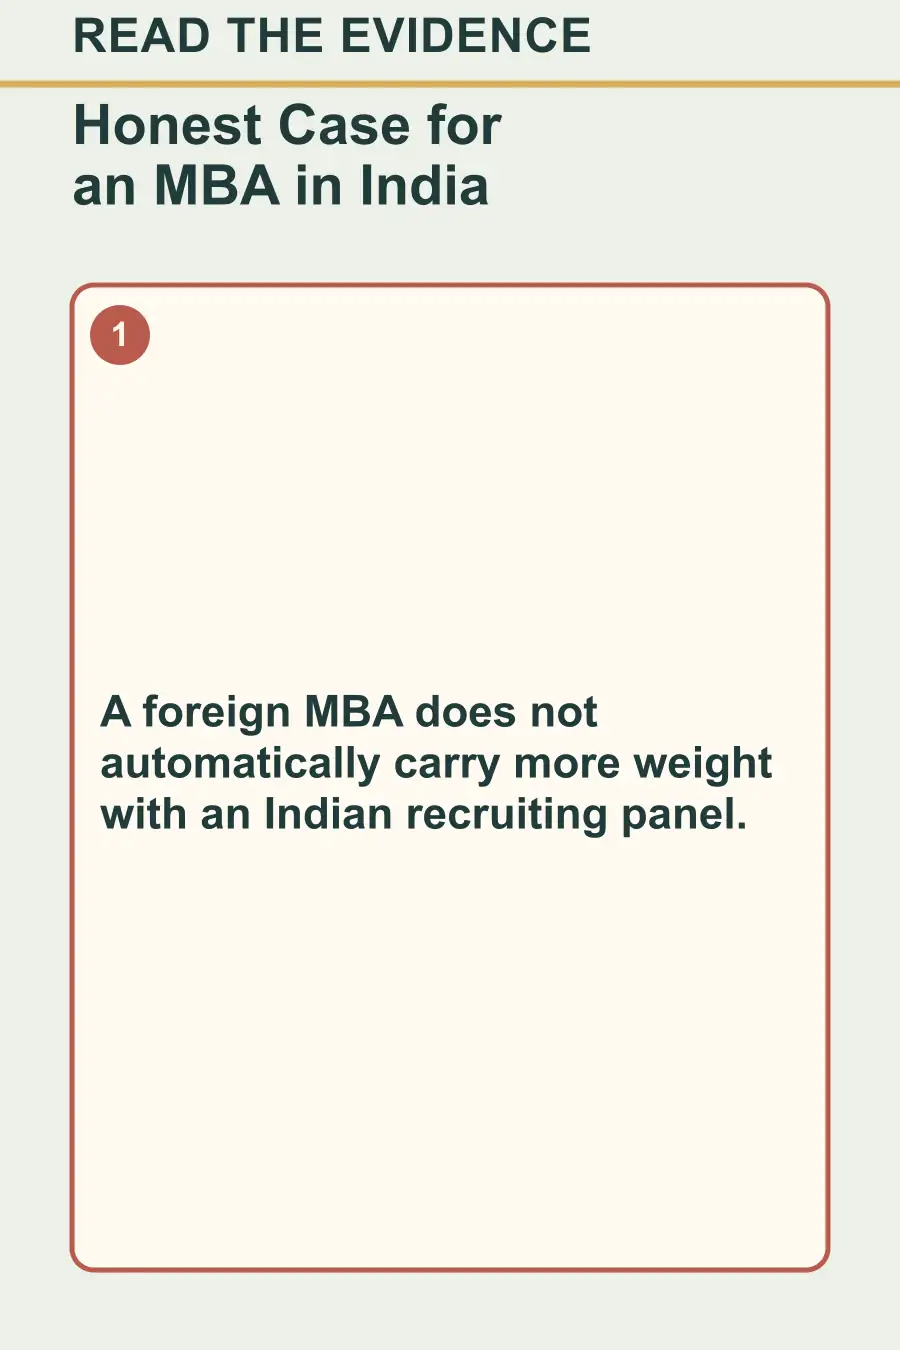 READ THE EVIDENCE
Honest Case for
an MBA in India
1
A foreign MBA does not
automatically carry more weight
with an Indian recruiting panel.